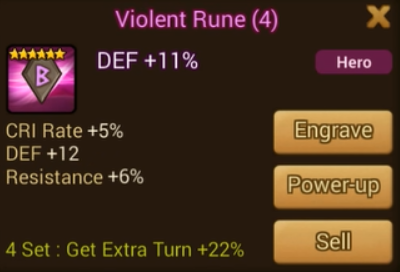 Violent Rune (4)
DEF +11%
Hero
CRI Rate +5%
DEF +12
Resistance +6%
Engrave
Power-up
Sell
4 Set : Get Extra Turn +22%